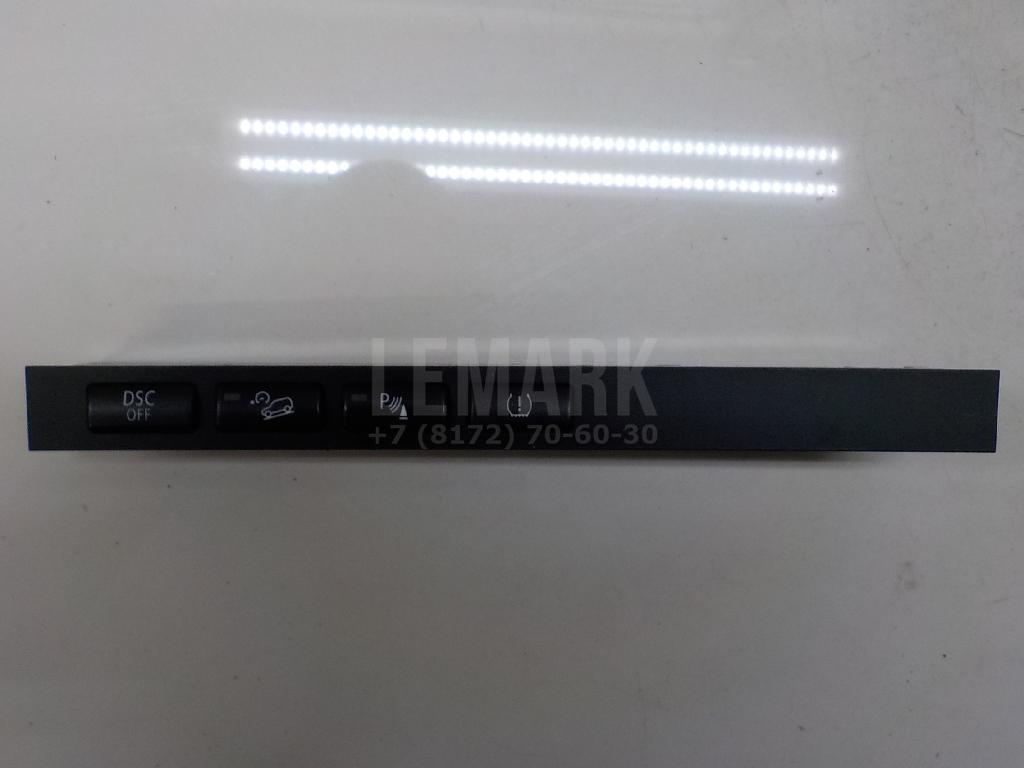 LEMARK
DSC
OFF
P
+7 (8172) 70-60-30